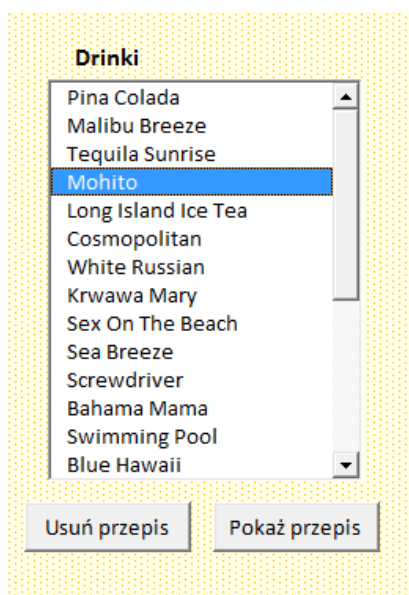 Drinki
Pina Colada
Malibu Breeze
Tequila Sunrise
Mohito
Long Island Ice Tea
Cosmopolitan
White Russian
Krwawa Mary
Sex On The Beach
Sea Breeze
Screwdriver
Bahama Mama
Swimming Pool
Blue Hawaii
Usuń przepis Pokaż przepis